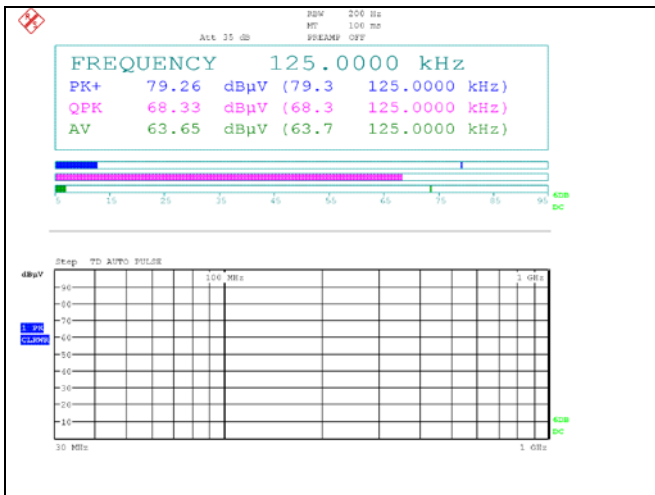 RBW 200 Hz
MT 100 ms
Att 35 dB PREAMP OFF
FREQUENCY 125.0000 kHz
PK+ 79.26 dBµV (79.3 125.0000 kHz)
QPK 68.33 dBµV (68.3 125.0000 kHz)
AV 63.65 dBµV (63.7 125.0000 kHz)
5 15 25 35 45 55 65 75 85 95
6DB
DC
Step TD AUTO PULSE
dBµV 100 MHz 1 GHz
90
80
70
1 PK
60
CLRWR
50
40
30
20
10
6DB
DC
30 MHz 1 GHz